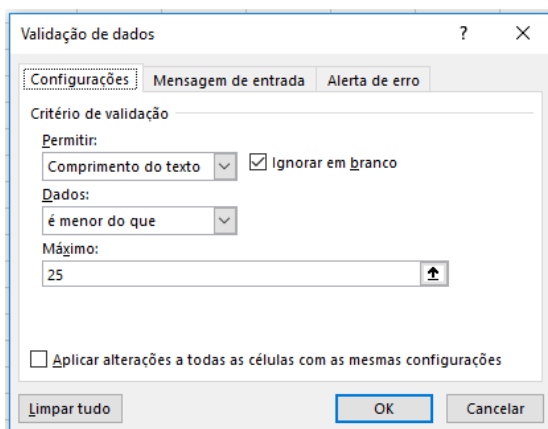 Validação de dados ?
Configurações Mensagem de entrada Alerta de erro
Critério de validação
Permitir:
Comprimento do texto Ignorar em branco
Dados:
é menor do que
Máximo:
25
Aplicar alterações a todas as células com as mesmas configurações
Limpar tudo OK Cancelar